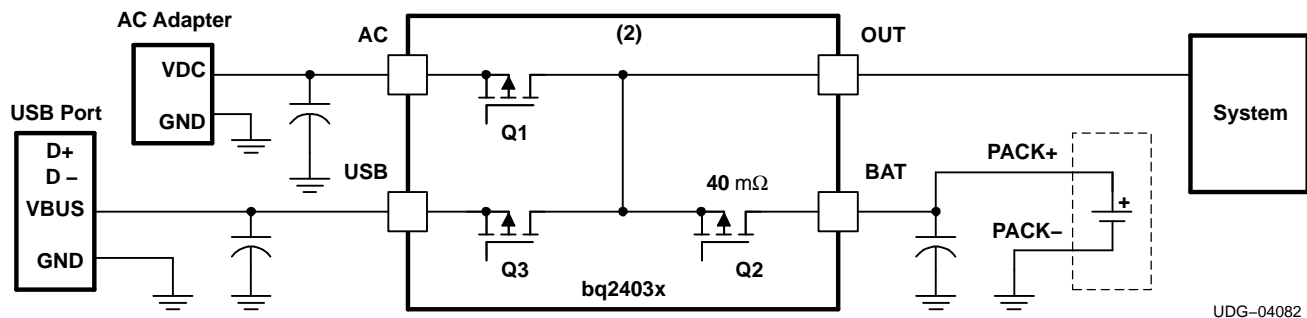 AC Adapter
VDC
GND
USB Port
D+
D −
VBUS
GND
AC
(2)
OUT
Q1
USB
40 mΩ
BAT
Q3
Q2
bq2403x
System
PACK+
+
PACK−
UDG−04082